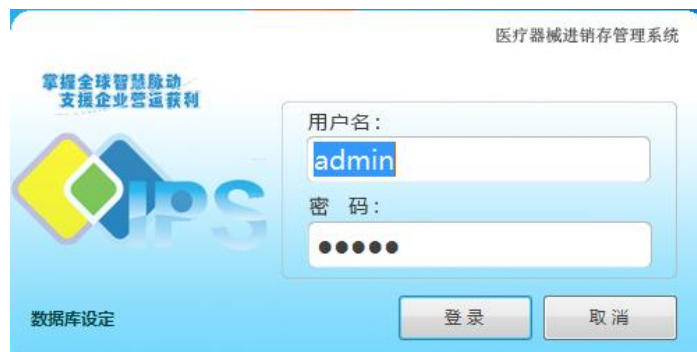 医疗器械进销存管理系统
掌握全球智慧脉动
支援企业营运获利
IPS
用户名:
admin
密 码:
●●●●●
数据库设定
登录
取消